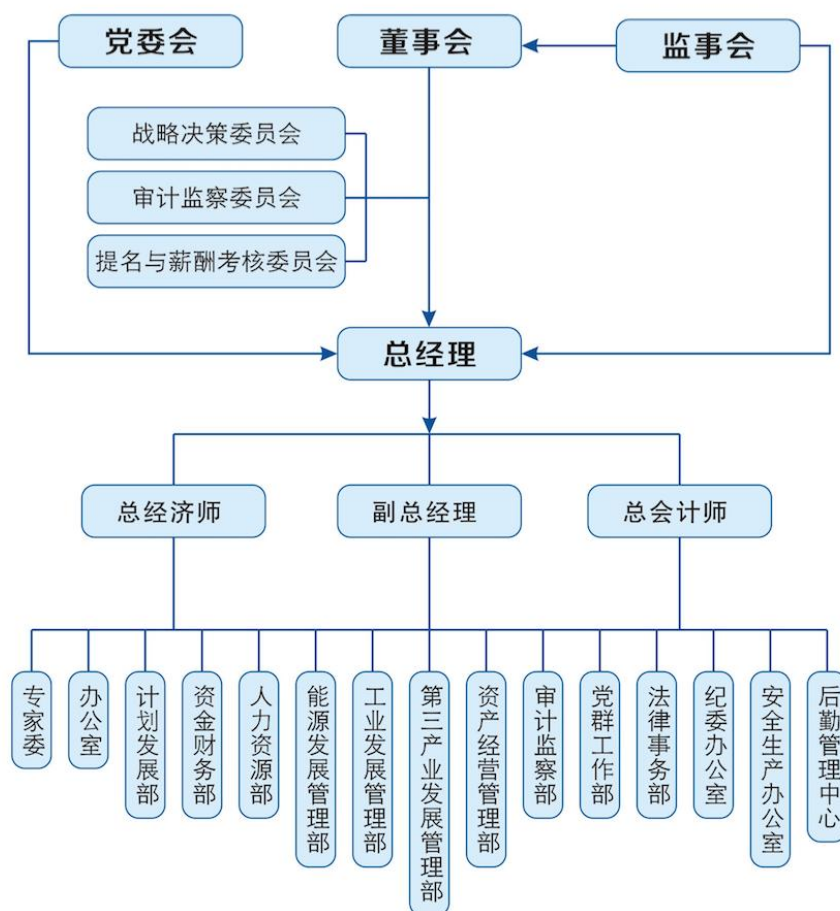 党委会
董事会
监事会
战略决策委员会
审计监察委员会
提名与薪酬考核委员会
总经理
总经济师
副总经理
总会计师
专家委
办公室
计划发展部
资金财务部
人力资源部
能源发展管理部
工业发展管理部
第三产业发展管理部
资产经营管理部
审计监察部
党群工作部
法律事务部
纪委办公室
安全生产办公室
后勤管理中心